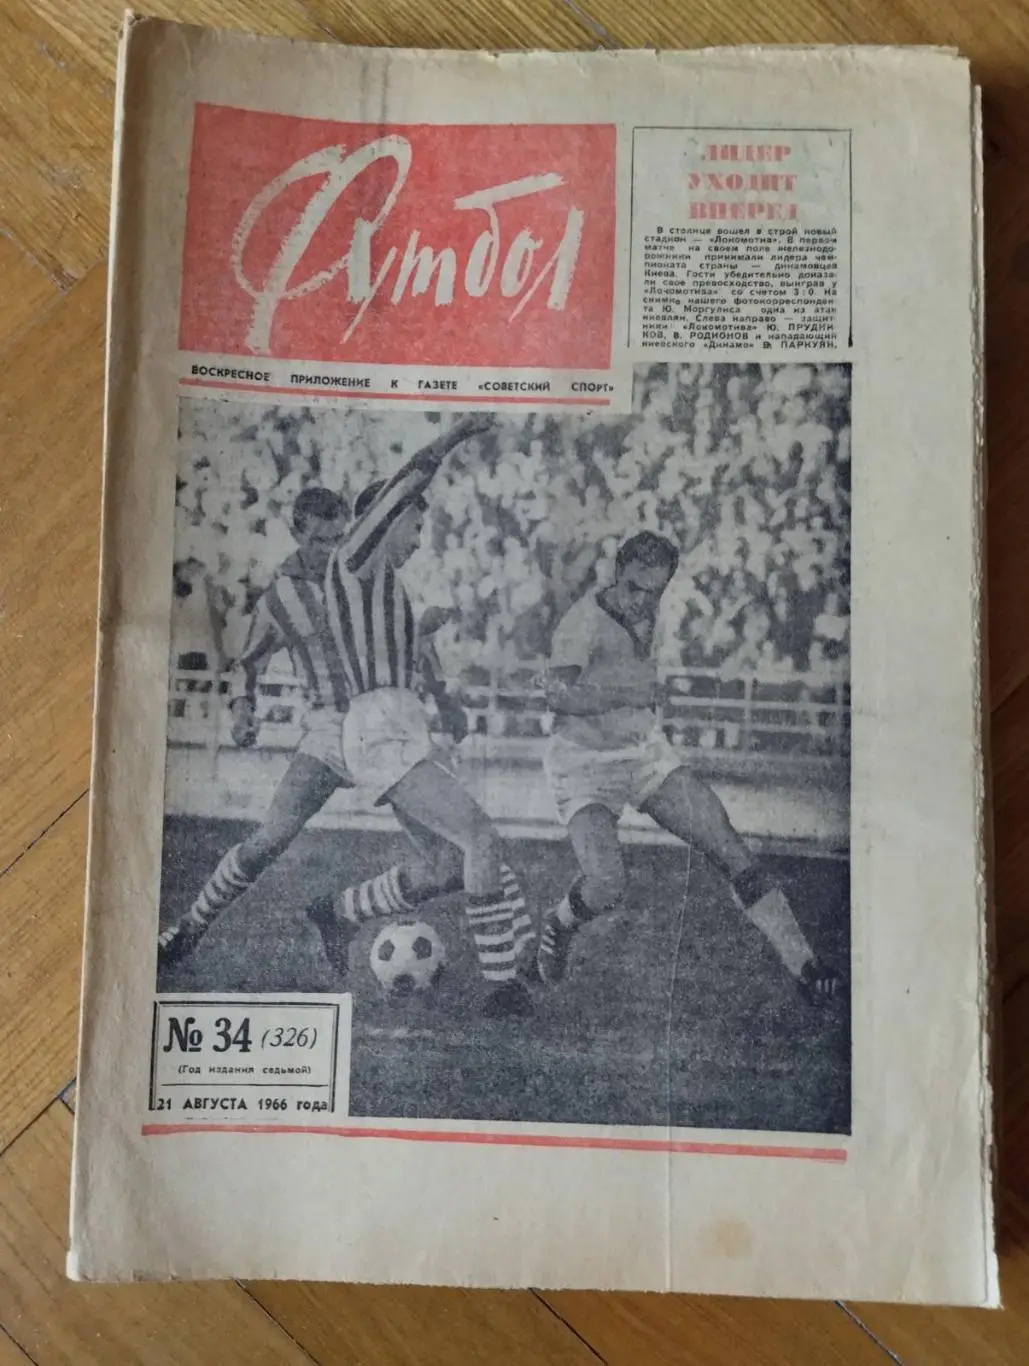 Футбол
ВОСКРЕСНОЕ ПРИЛОЖЕНИЕ К ГАЗЕТЕ «СОВЕТСКИЙ СПОРТ»
ЛИДЕР
УХОДИТ
ВПЕРЕД
В столице вошел в строй новый
стадион — «Локомотив». В первом
матче на своем поле железнодо-
рожники принимали лидера чем-
пионата страны — динамовцев
Киева. Гости убедительно доказа-
ли свое превосходство, выиграв у
«Локомотива» со счетом 3:0. На
снимке нашего фотокорреспонден-
та Ю. Моргулиса одна из атак
киевлян. Слева направо — защит-
ники «Локомотива» Ю. ПРУДНИ-
КОВ, В. РОДИОНОВ и нападающий
киевского «Динамо» В. ПАРКУЯН.
№ 34 (326)
(Год издания седьмой)
21 АВГУСТА 1966 года